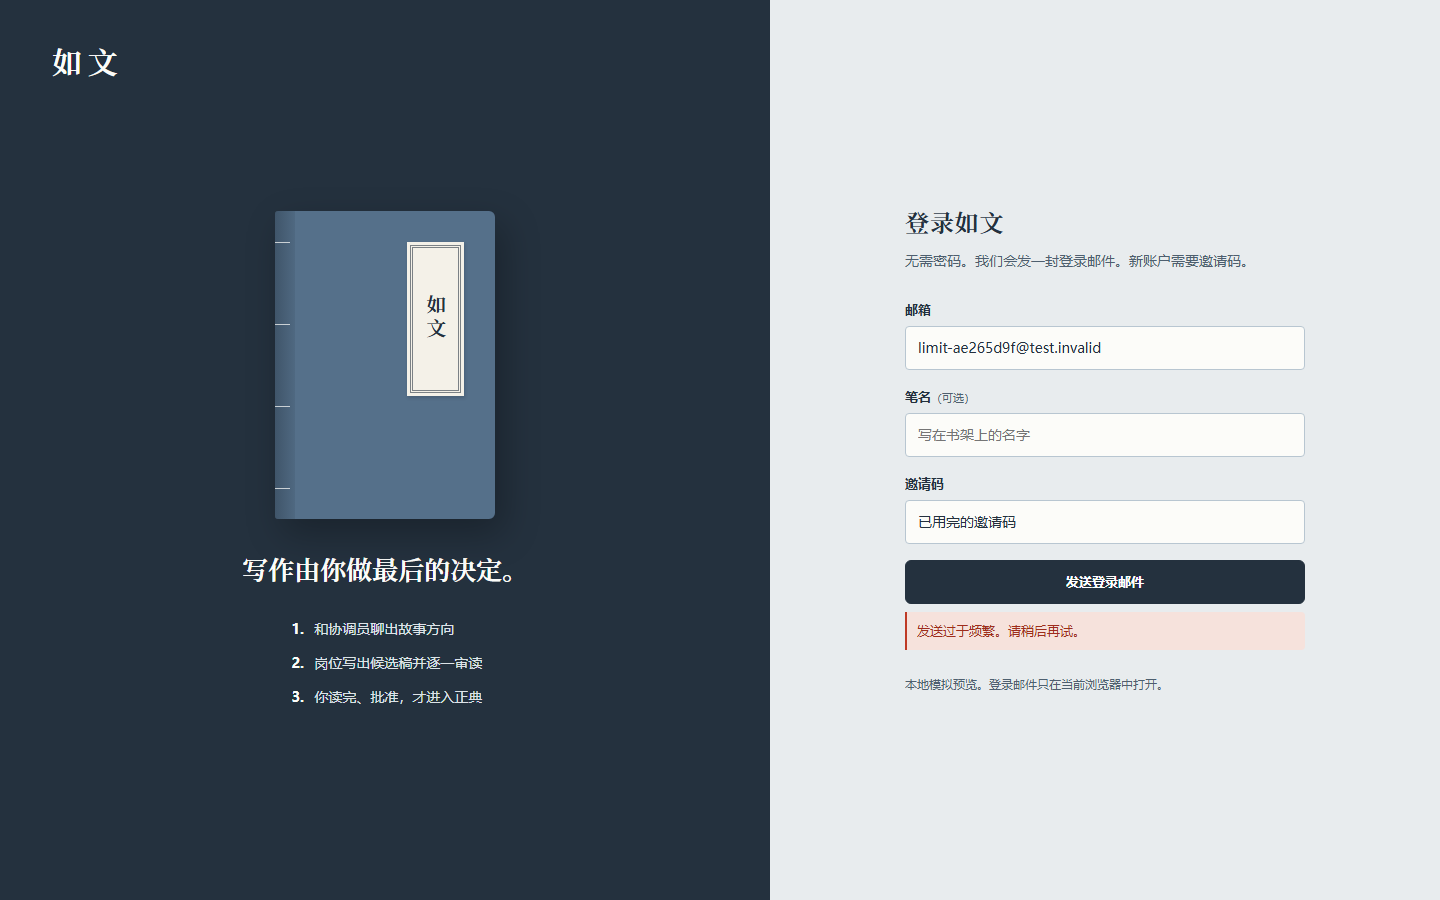 如文
如文
写作由你做最后的决定。
1. 和协调员聊出故事方向
2. 岗位写出候选稿并逐一审读
3. 你读完、批准，才进入正典
登录如文
无需密码。我们会发一封登录邮件。新账户需要邀请码。
邮箱
limit-ae265d9f@test.invalid
笔名（可选）
写在书架上的名字
邀请码
已用完的邀请码
发送登录邮件
发送过于频繁。请稍后再试。
本地模拟预览。登录邮件只在当前浏览器中打开。